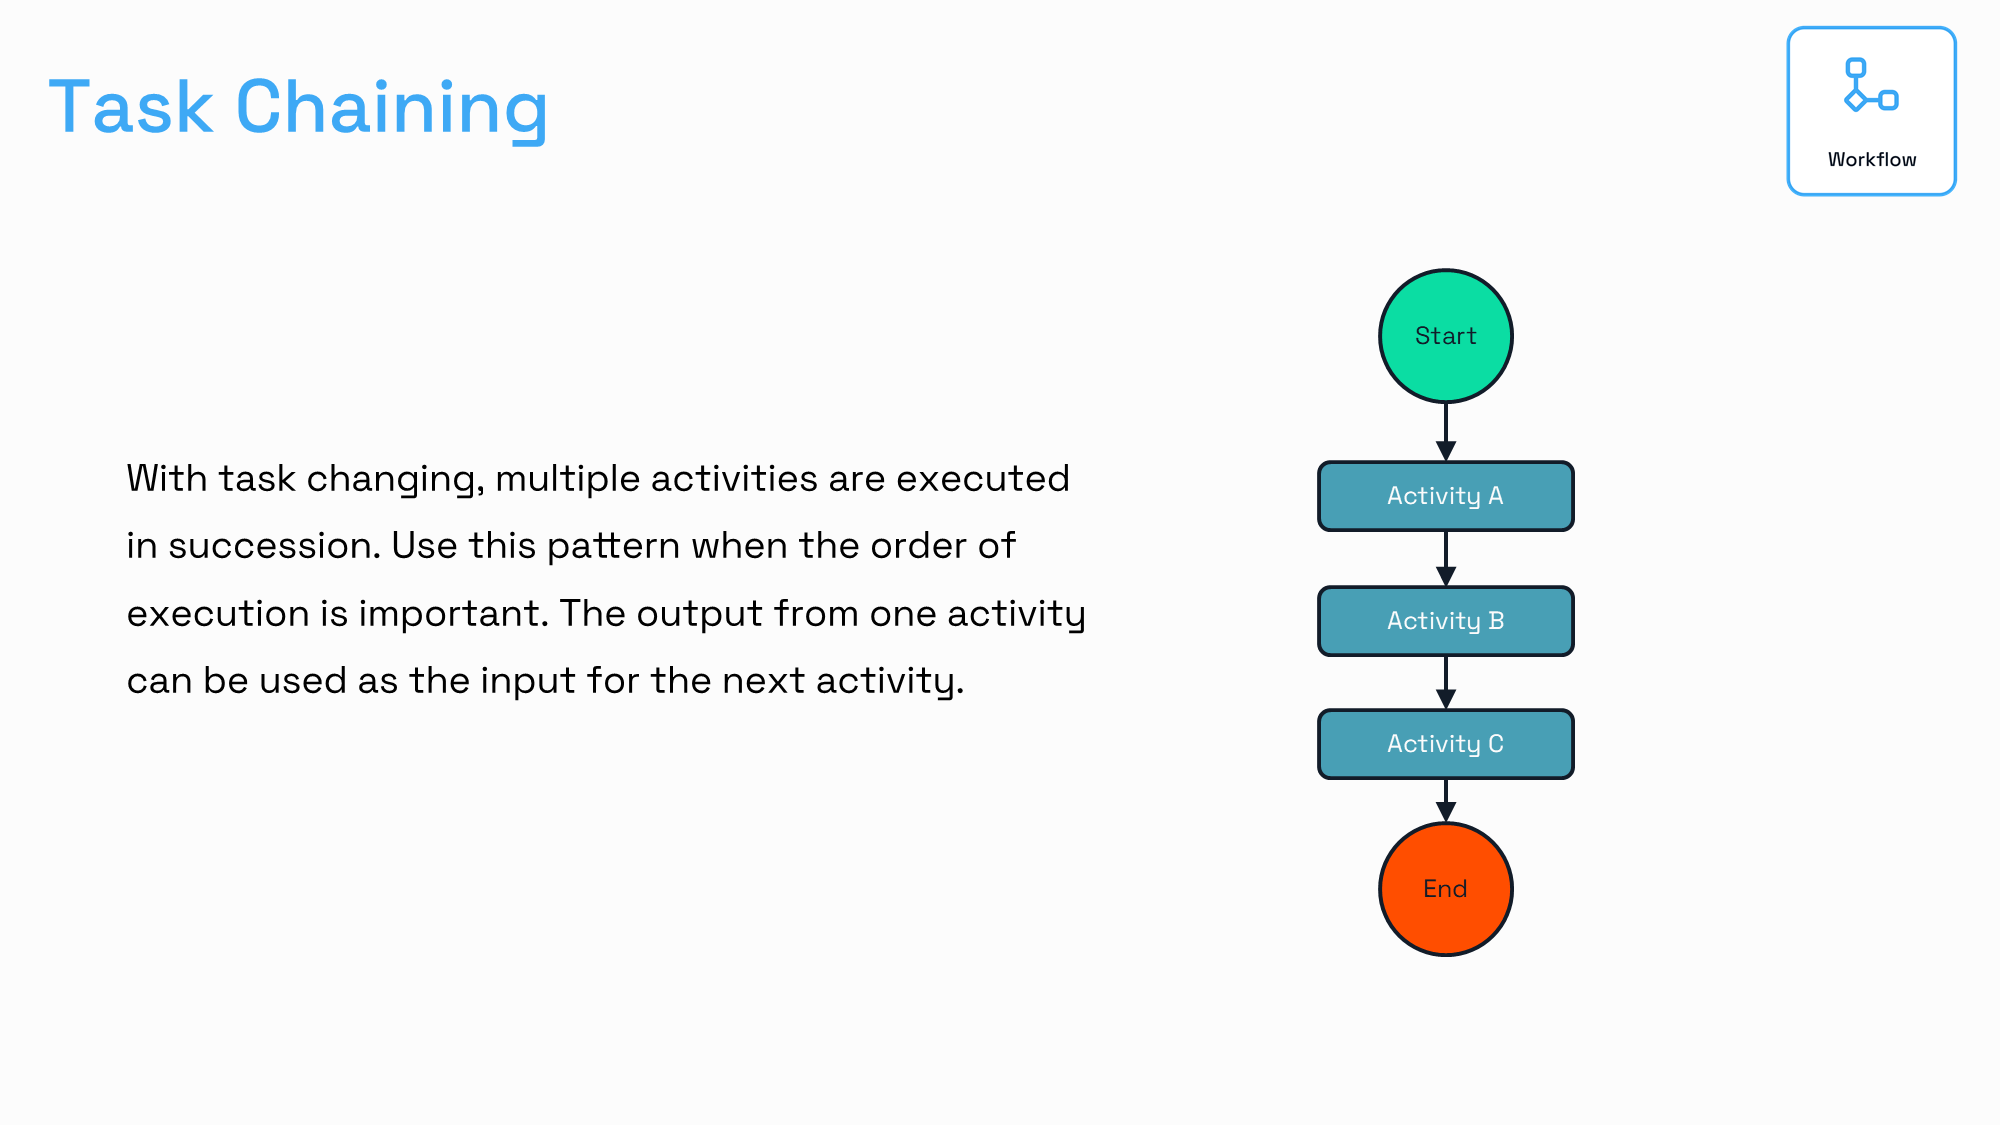 Task Chaining
Workflow
With task changing, multiple activities are executed
in succession. Use this pattern when the order of
execution is important. The output from one activity
can be used as the input for the next activity.
Start
Activity A
Activity B
Activity C
End